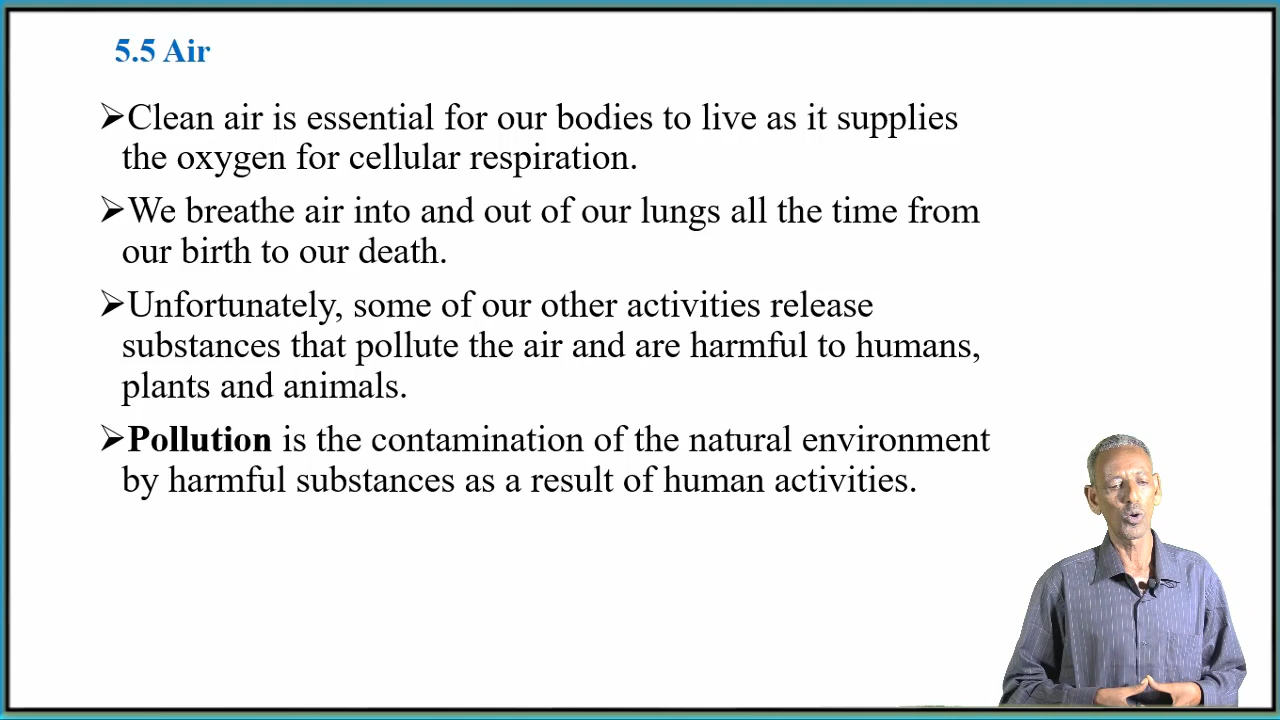 5.5 Air
➢Clean air is essential for our bodies to live as it supplies
the oxygen for cellular respiration.
➢We breathe air into and out of our lungs all the time from
our birth to our death.
➢Unfortunately, some of our other activities release
substances that pollute the air and are harmful to humans,
plants and animals.
➢Pollution is the contamination of the natural environment
by harmful substances as a result of human activities.